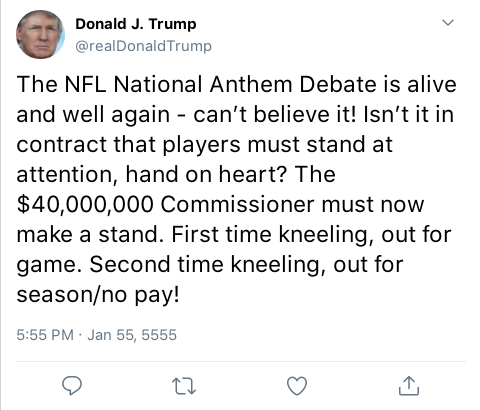 Donald J. Trump
@realDonaldTrump
The NFL National Anthem Debate is alive
and well again - can’t believe it! Isn’t it in
contract that players must stand at
attention, hand on heart? The
$40,000,000 Commissioner must now
make a stand. First time kneeling, out for
game. Second time kneeling, out for
season/no pay!
5:55 PM · Jan 55, 5555